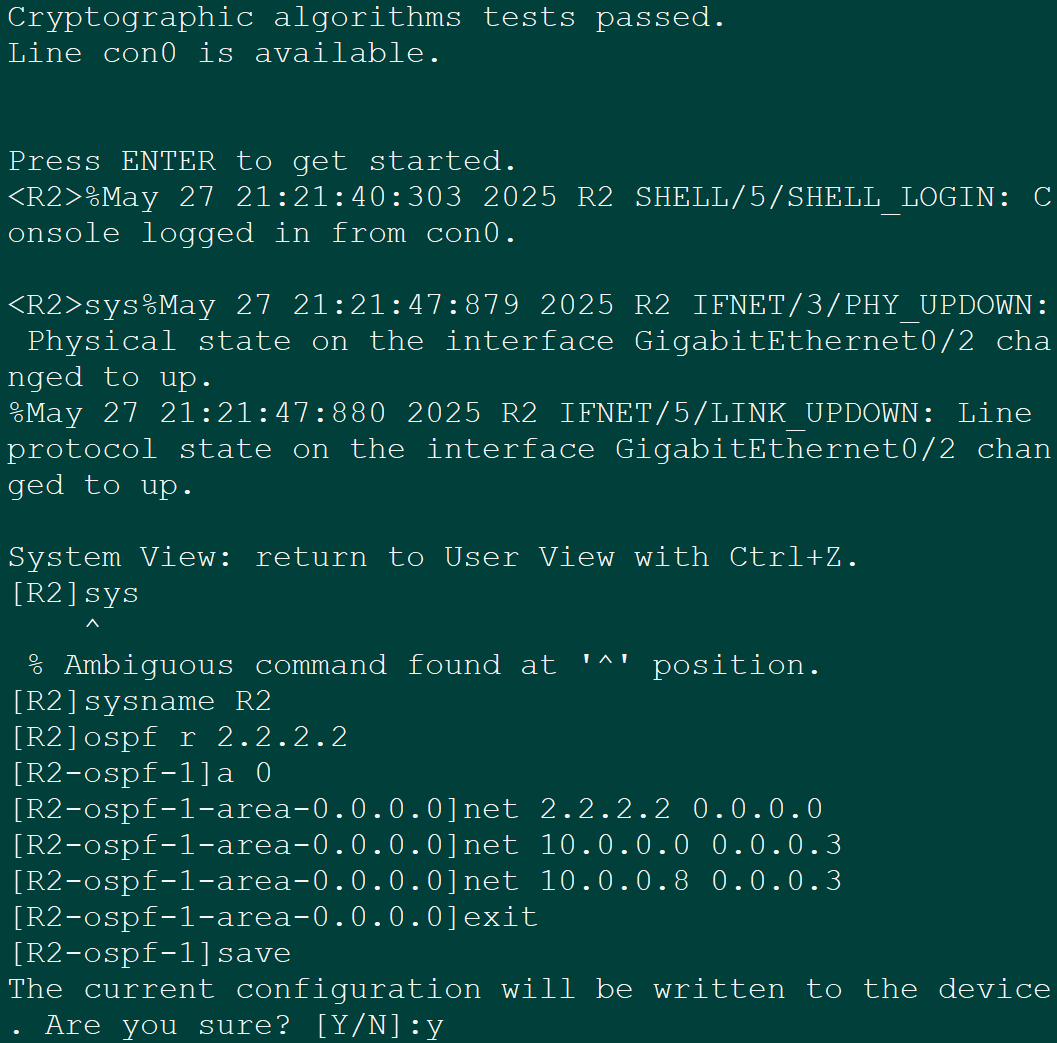 Cryptographic algorithms tests passed.
Line con0 is available.
Press ENTER to get started.
<R2>%May 27 21:21:40:303 2025 R2 SHELL/5/SHELL_LOGIN: C
onsole logged in from con0.
<R2>sys%May 27 21:21:47:879 2025 R2 IFNET/3/PHY_UPDOWN:
 Physical state on the interface GigabitEthernet0/2 cha
nged to up.
%May 27 21:21:47:880 2025 R2 IFNET/5/LINK_UPDOWN: Line
protocol state on the interface GigabitEthernet0/2 chan
ged to up.
System View: return to User View with Ctrl+Z.
[R2]sys
    ^
 % Ambiguous command found at '^' position.
[R2]sysname R2
[R2]ospf r 2.2.2.2
[R2-ospf-1]a 0
[R2-ospf-1-area-0.0.0.0]net 2.2.2.2 0.0.0.0
[R2-ospf-1-area-0.0.0.0]net 10.0.0.0 0.0.0.3
[R2-ospf-1-area-0.0.0.0]net 10.0.0.8 0.0.0.3
[R2-ospf-1-area-0.0.0.0]exit
[R2-ospf-1]save
The current configuration will be written to the device
. Are you sure? [Y/N]:y